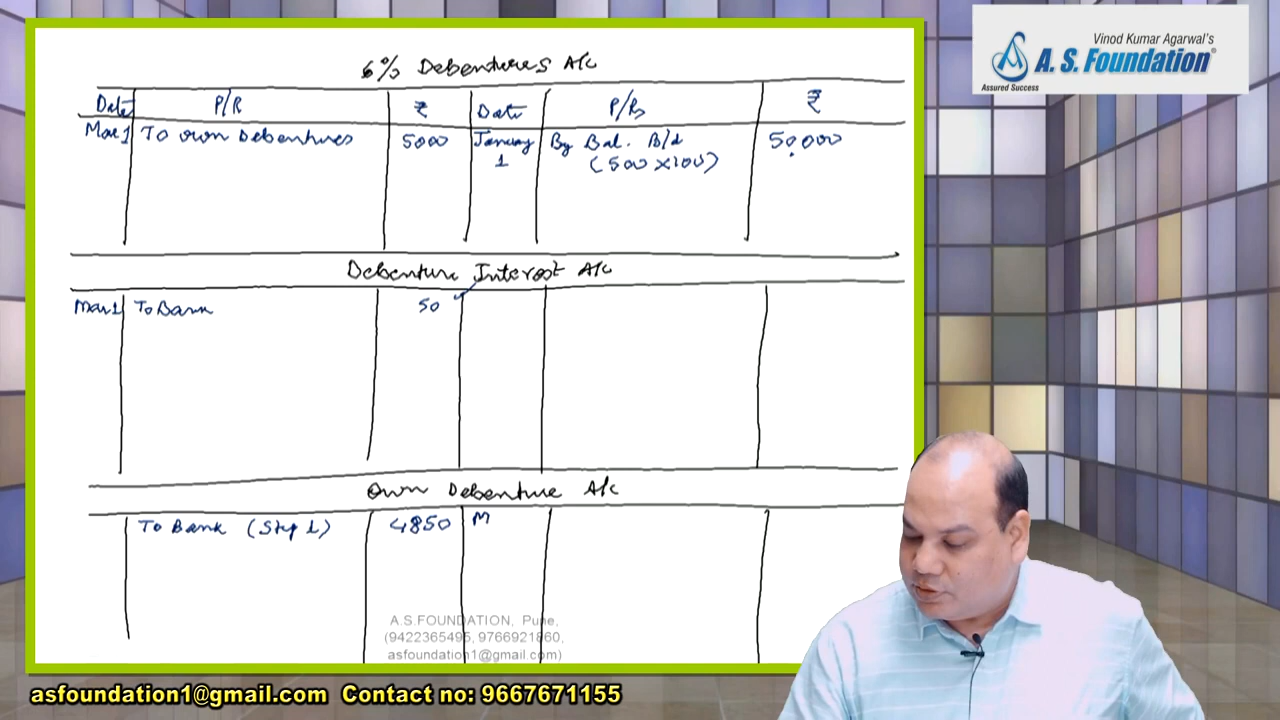 Vinod Kumar Agarwal's
A. S. Foundation®
Assured Success
6% Debentures A/c
Date P/R ₹ Date P/R ₹
Mar 1 To own Debentures 5000 January 1 By Bal. B/d 50,000
(500 x 100)
Debenture Interest A/c
Mar 1 To Bank 50
Own Debenture A/c
To Bank (Step 1) 4850 M
A.S.FOUNDATION, Pune,
(9422365495, 9766921860,
asfoundation1@gmail.com)
asfoundation1@gmail.com Contact no: 9667671155